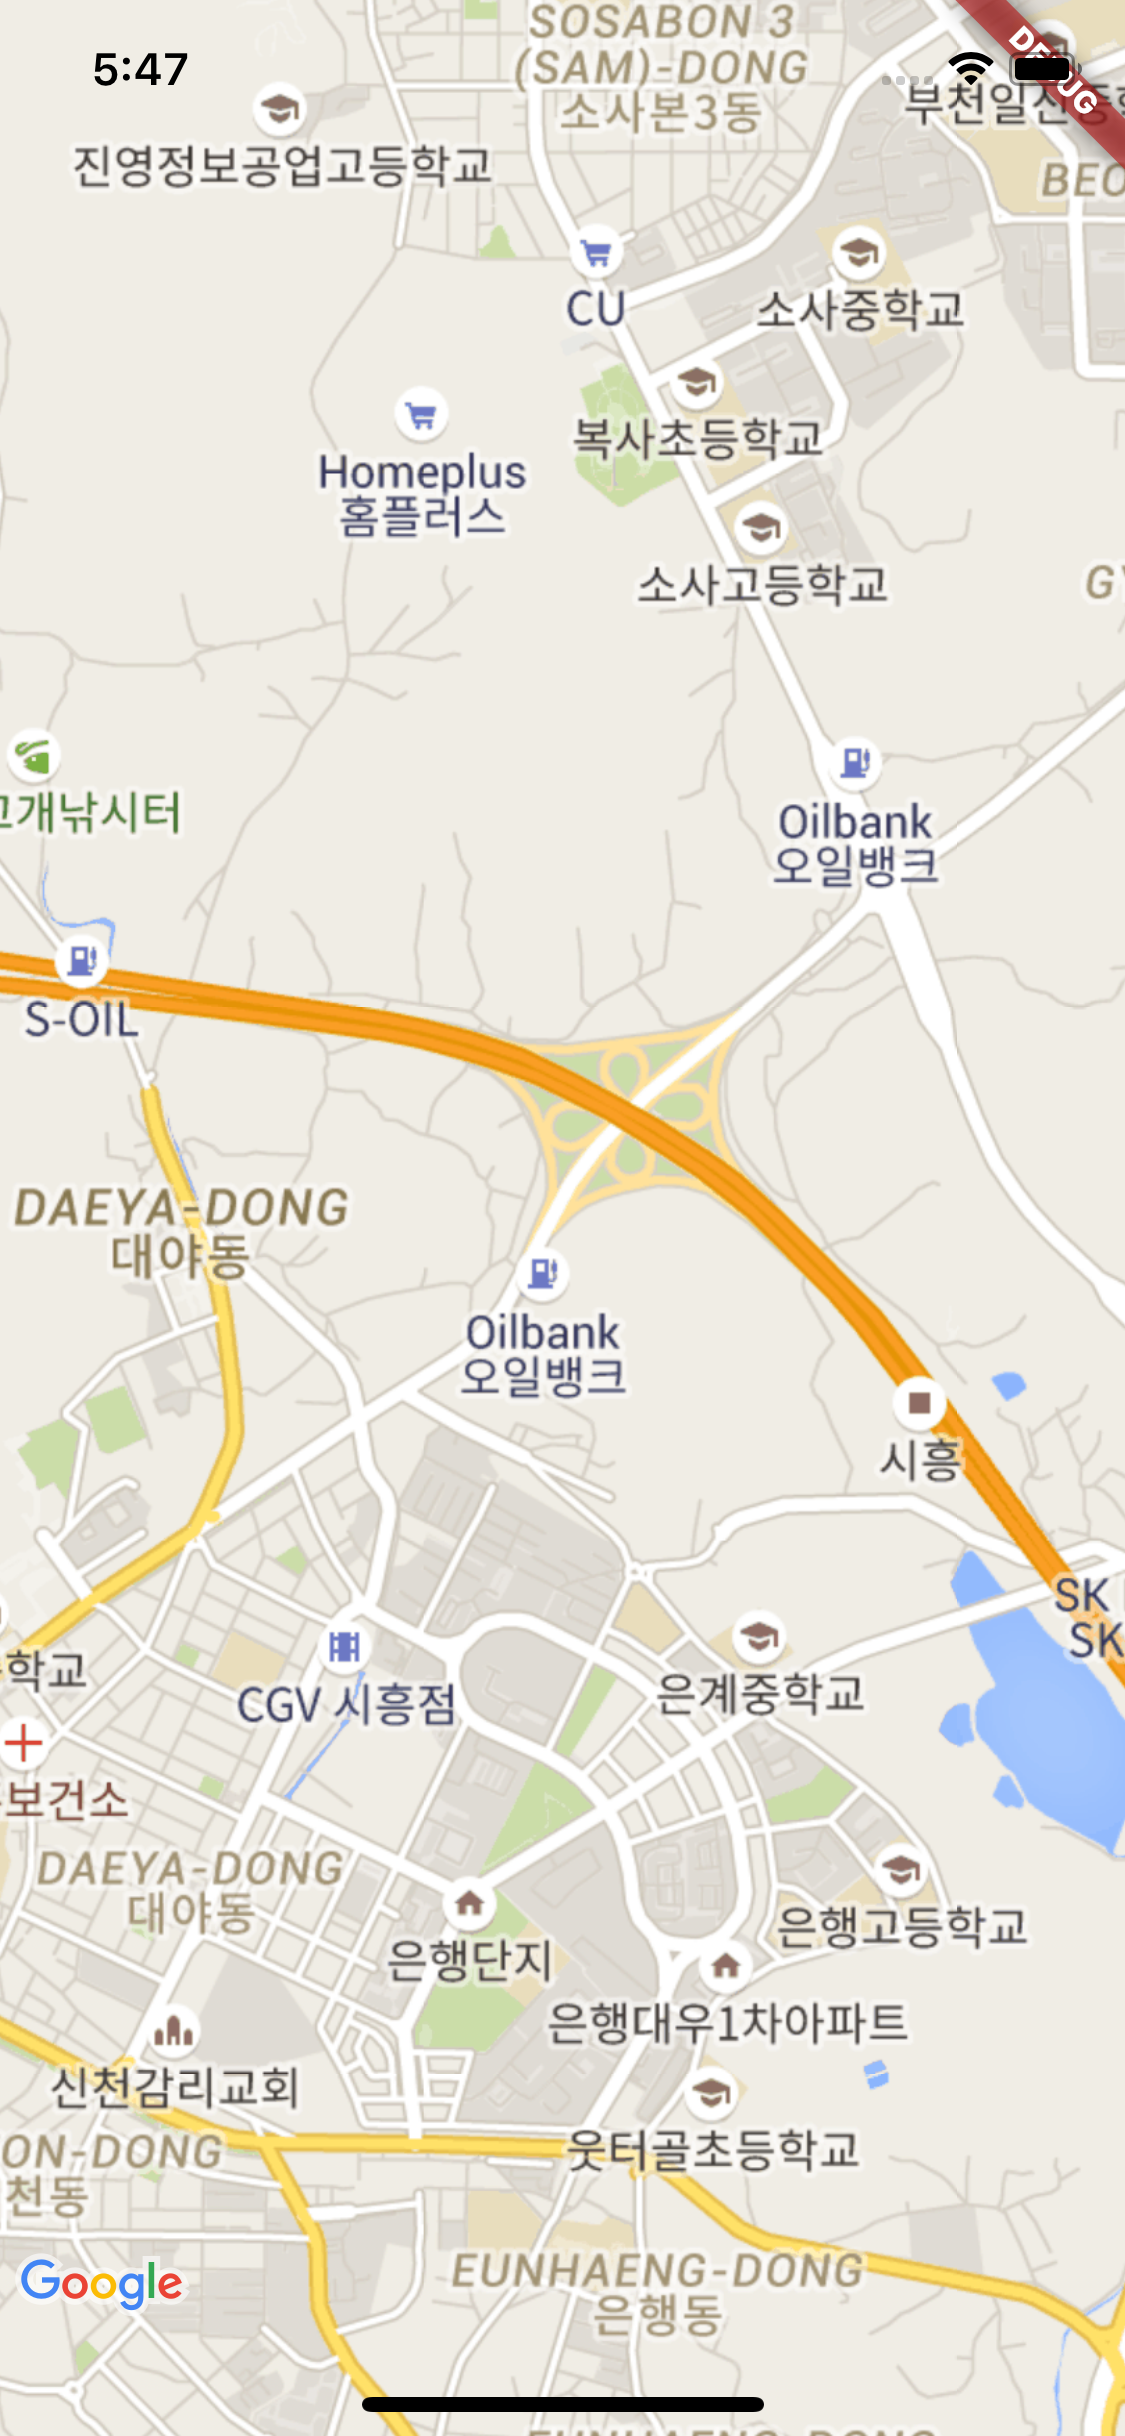 SOSABON 3
(SAM)-DONG
소사본3동
5:47
DEBUG
진영정보공업고등학교
BEO
CU
소사중학교
복사초등학교
Homeplus
홈플러스
소사고등학교
GY
고개낚시터
Oilbank
오일뱅크
S-OIL
DAEYA-DONG
대야동
Oilbank
오일뱅크
시흥
SK
SK
학교
은계중학교
CGV 시흥점
보건소
DAEYA-DONG
대야동
은행고등학교
은행단지
은행대우1차아파트
신천감리교회
웃터골초등학교
ON-DONG
천동
Google
EUNHAENG-DONG
은행동